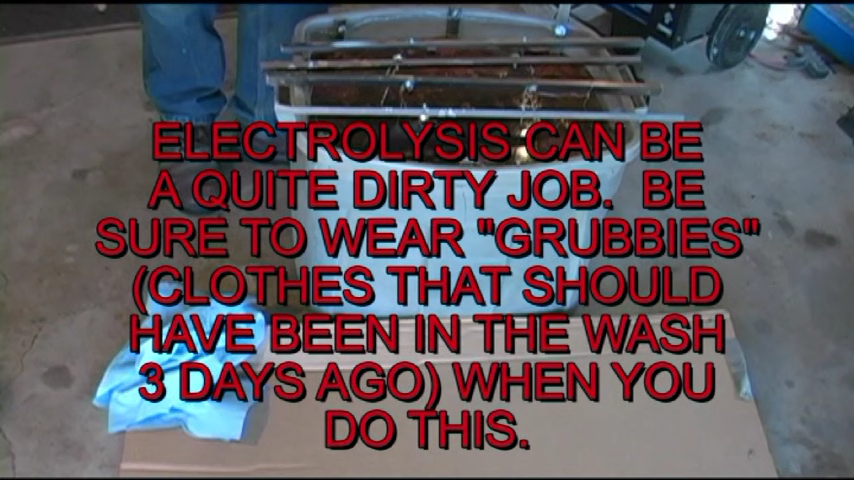 ELECTROLYSIS CAN BE
A QUITE DIRTY JOB.  BE
SURE TO WEAR "GRUBBIES"
(CLOTHES THAT SHOULD
HAVE BEEN IN THE WASH
3 DAYS AGO) WHEN YOU
DO THIS.